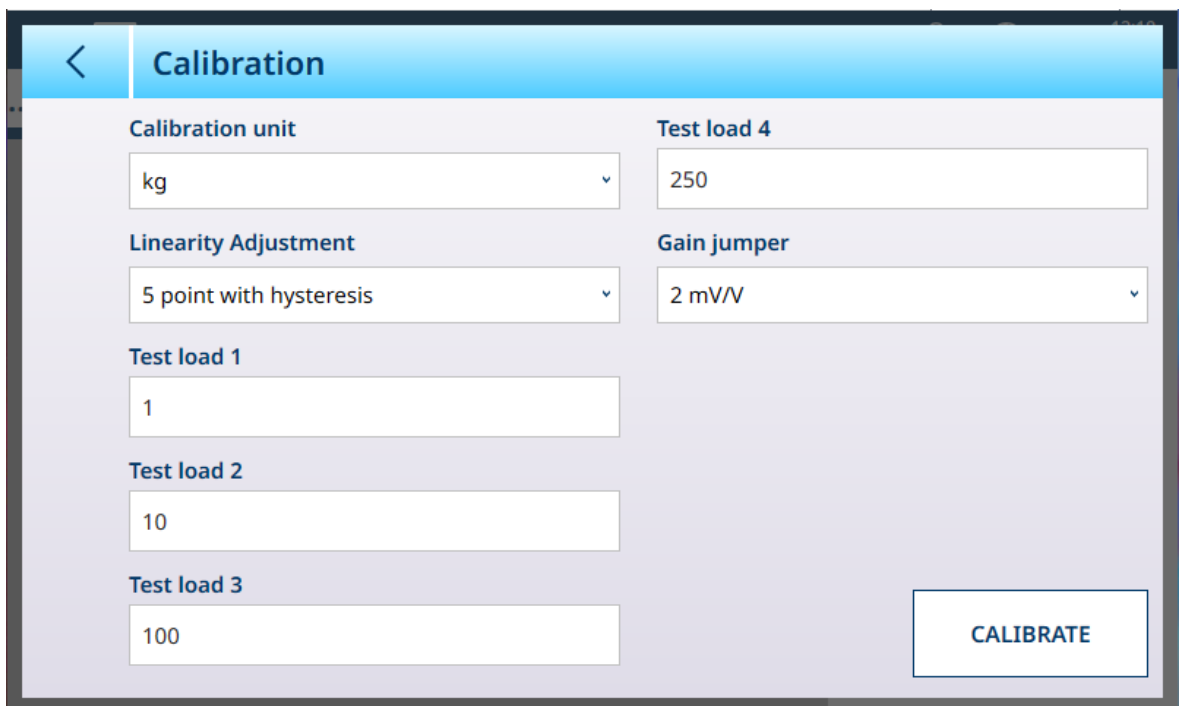 Calibration
Calibration unit
kg
Linearity Adjustment
5 point with hysteresis
Test load 1
1
Test load 2
10
Test load 3
100
Test load 4
250
Gain jumper
2 mV/V
CALIBRATE